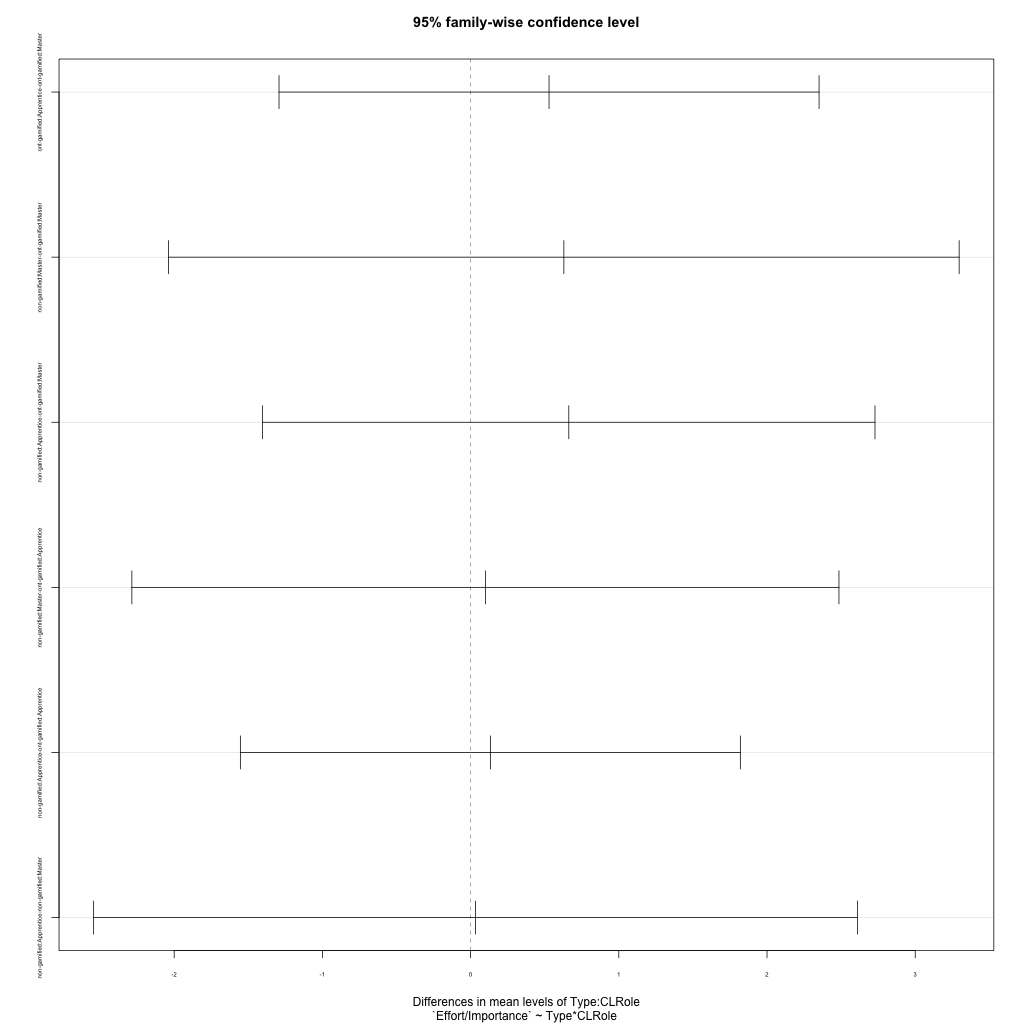 95% family-wise confidence level
ont-gamified:Apprentice-ont-gamified:Master
non-gamified:Master-ont-gamified:Master
non-gamified:Apprentice-ont-gamified:Master
non-gamified:Master-ont-gamified:Apprentice
non-gamified:Apprentice-ont-gamified:Apprentice
non-gamified:Apprentice-non-gamified:Master
-2 -1 0 1 2 3
Differences in mean levels of Type:CLRole
`Effort/Importance` ~ Type*CLRole